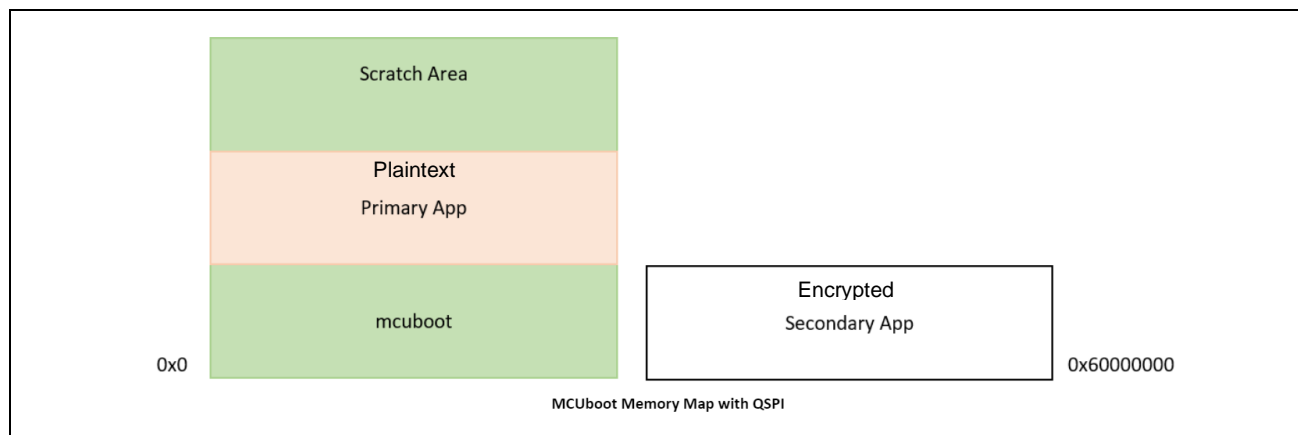 Scratch Area
Plaintext
Primary App
mcuboot
0x0
Encrypted
Secondary App
0x60000000
MCUboot Memory Map with QSPI